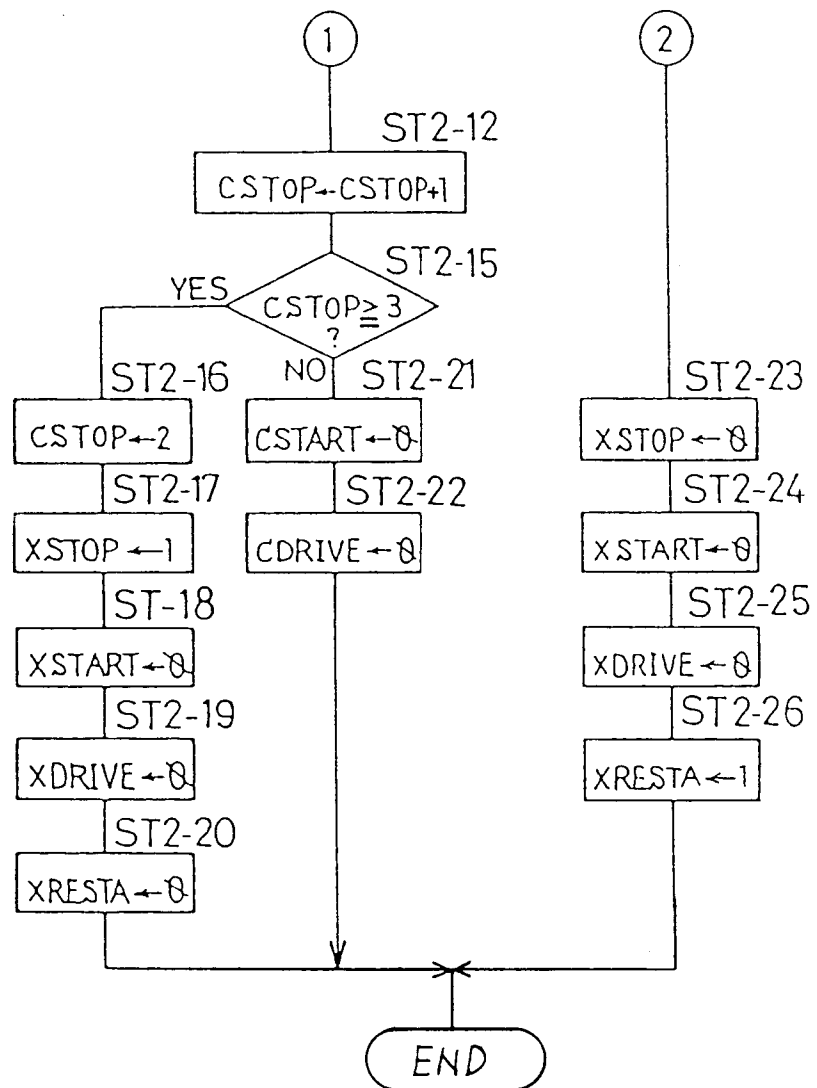 1
2
ST2-12
CSTOP←CSTOP+1
ST2-15
YES
CSTOP≧3
?
NO
ST2-16
CSTOP←2
ST2-17
XSTOP←1
ST-18
XSTART←0
ST2-19
XDRIVE←0
ST2-20
XRESTA←0
ST2-21
CSTART←0
ST2-22
CDRIVE←0
ST2-23
XSTOP←0
ST2-24
XSTART←0
ST2-25
XDRIVE←0
ST2-26
XRESTA←1
END